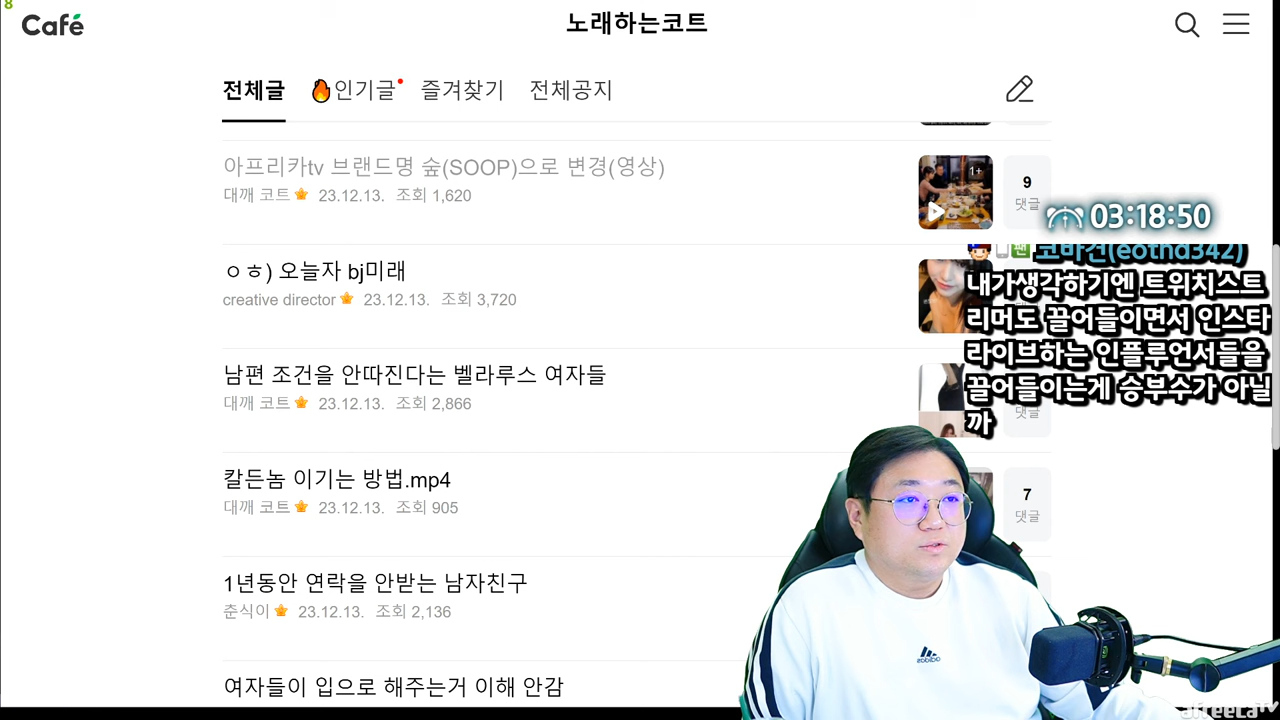 8
Café
노래하는코트
전체글 인기글 즐겨찾기 전체공지
아프리카tv 브랜드명 숲(SOOP)으로 변경(영상)
대깨 코트 23.12.13. 조회 1,620
1+
9
댓글
03:18:50
팬 코바건(eothd342)
ㅇㅎ) 오늘자 bj미래
creative director 23.12.13. 조회 3,720
내가생각하기엔 트위치스트
리머도 끌어들이면서 인스타
라이브하는 인플루언서들을
끌어들이는게 승부수가 아닐
까
남편 조건을 안따진다는 벨라루스 여자들
대깨 코트 23.12.13. 조회 2,866
댓글
칼든놈 이기는 방법.mp4
대깨 코트 23.12.13. 조회 905
7
댓글
1년동안 연락을 안받는 남자친구
춘식이 23.12.13. 조회 2,136
여자들이 입으로 해주는거 이해 안감
adidas
afreecaTV